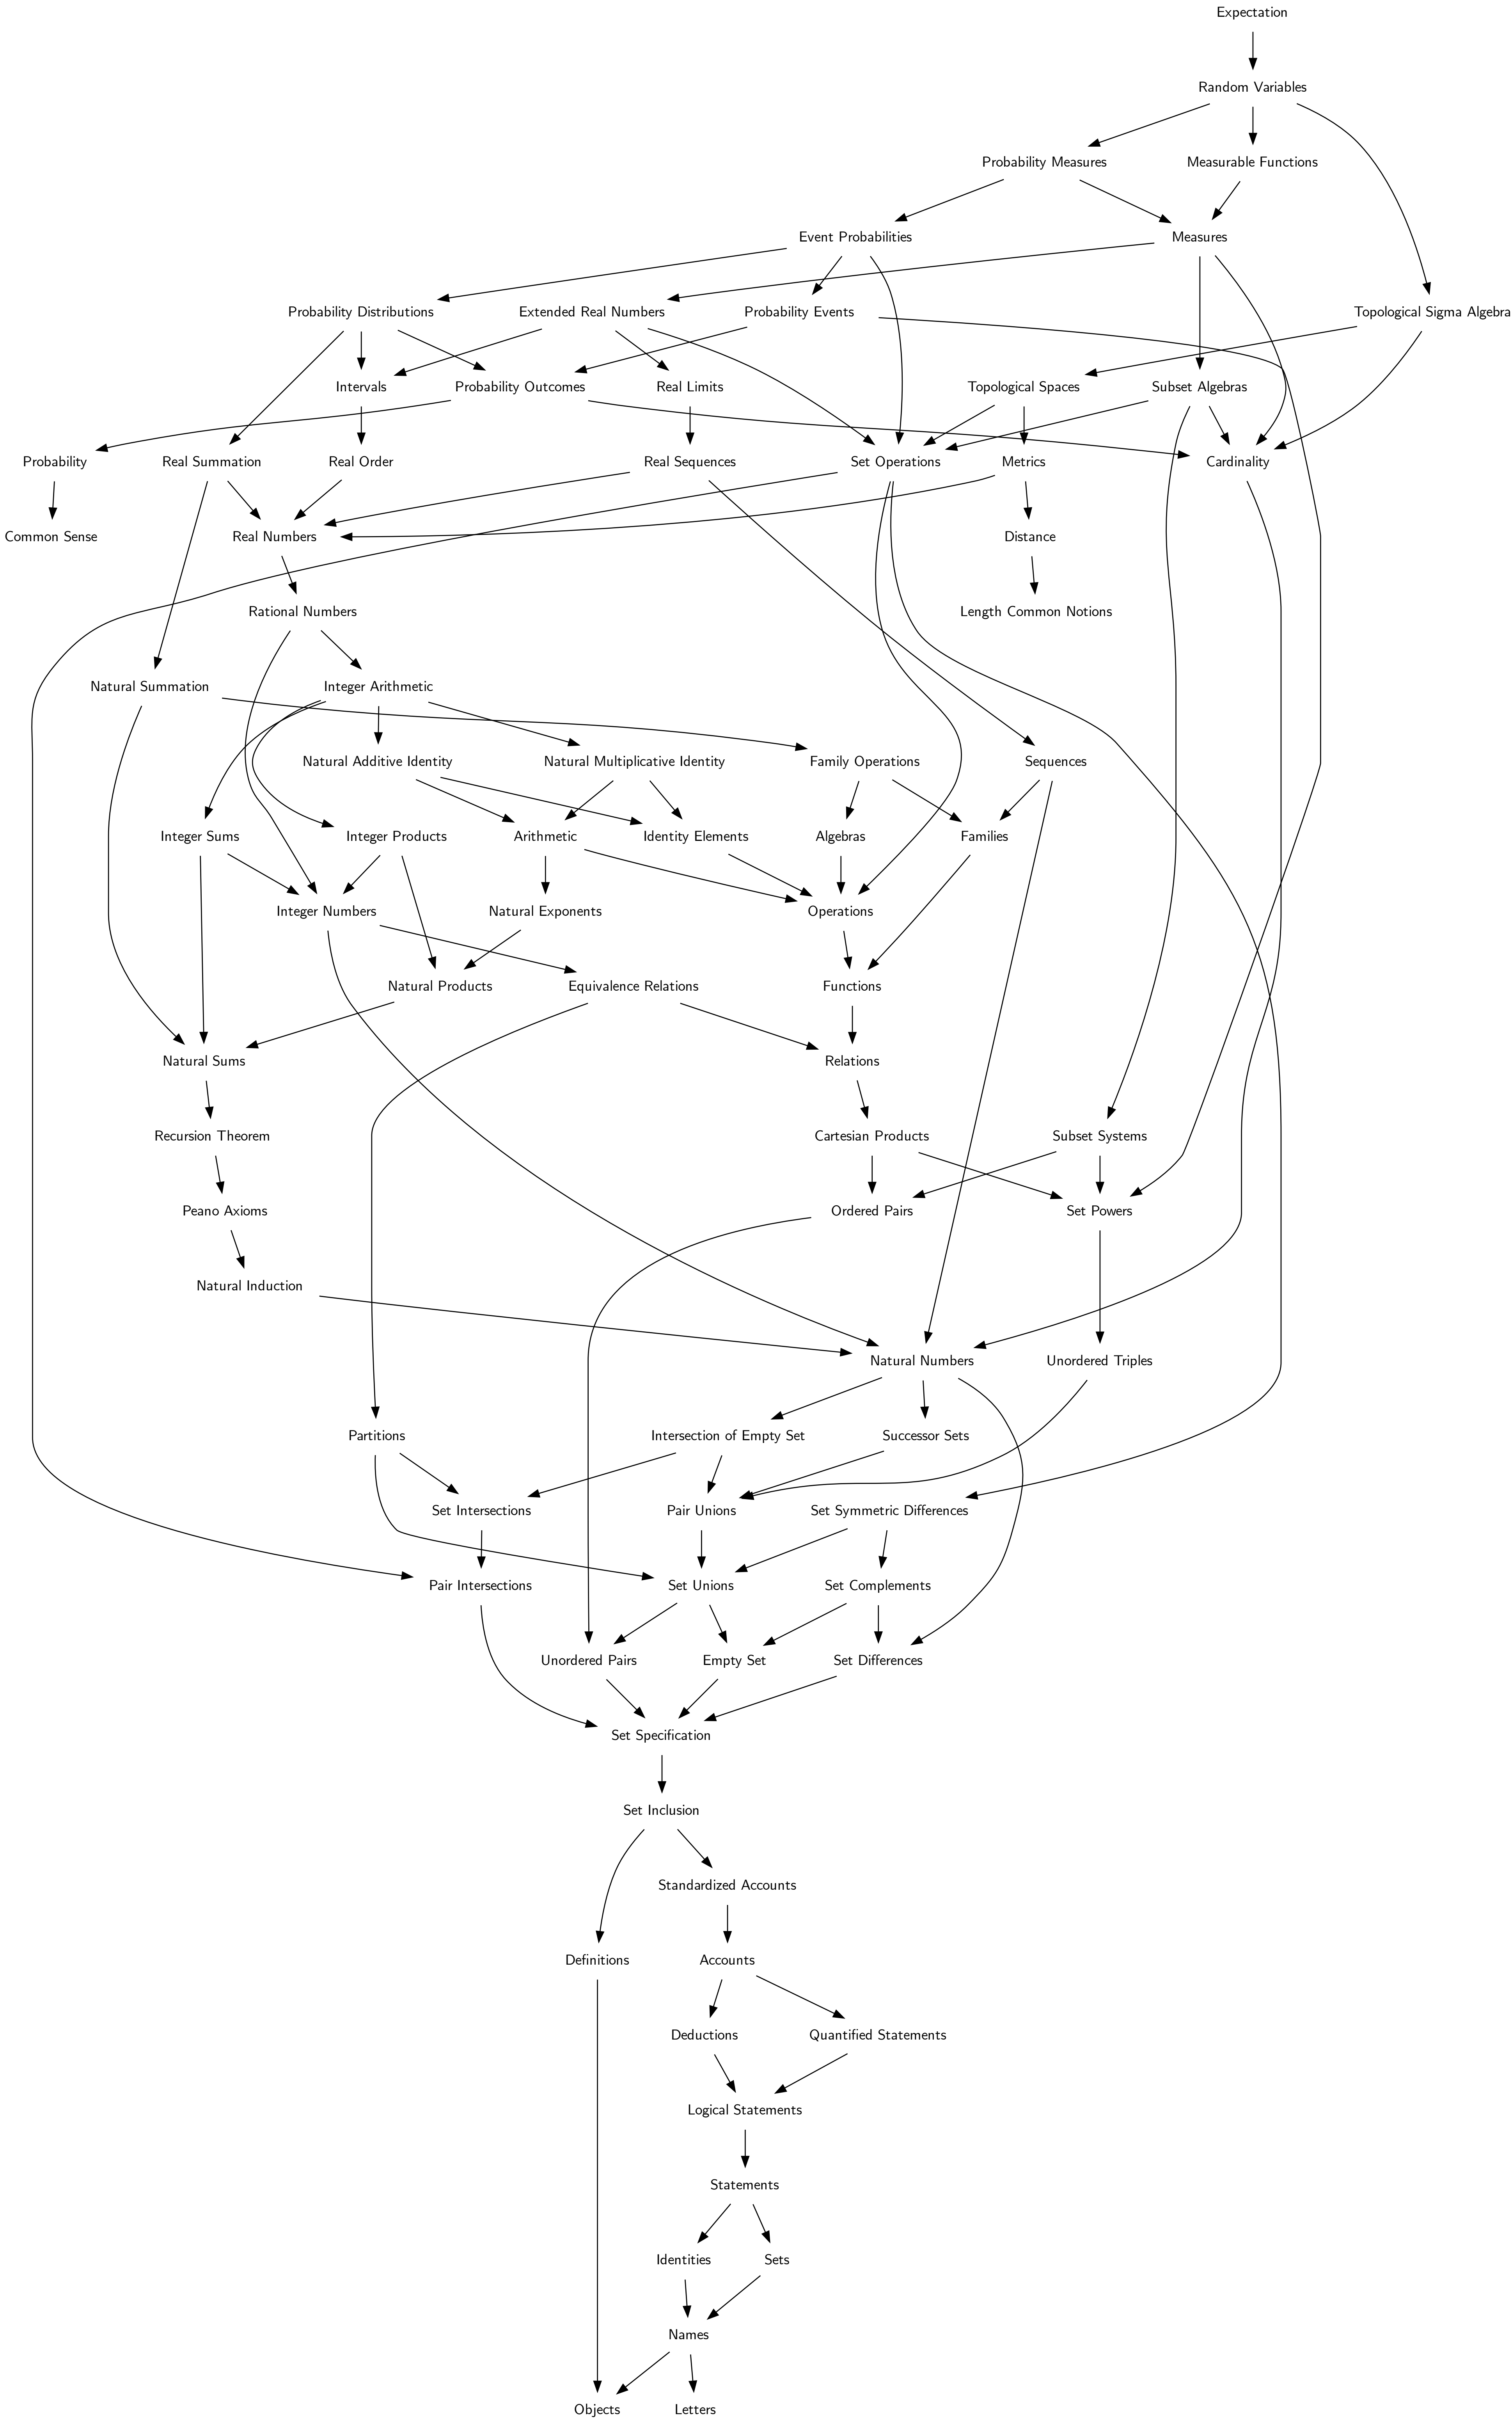 Expectation
Random Variables
Probability Measures
Measurable Functions
Event Probabilities
Measures
Probability Distributions
Extended Real Numbers
Probability Events
Topological Sigma Algebra
Intervals
Probability Outcomes
Real Limits
Topological Spaces
Subset Algebras
Probability
Real Summation
Real Order
Real Sequences
Set Operations
Metrics
Cardinality
Common Sense
Real Numbers
Distance
Rational Numbers
Length Common Notions
Natural Summation
Integer Arithmetic
Natural Additive Identity
Natural Multiplicative Identity
Family Operations
Sequences
Integer Sums
Integer Products
Arithmetic
Identity Elements
Algebras
Families
Integer Numbers
Natural Exponents
Operations
Natural Products
Equivalence Relations
Functions
Natural Sums
Relations
Recursion Theorem
Cartesian Products
Subset Systems
Peano Axioms
Ordered Pairs
Set Powers
Natural Induction
Natural Numbers
Unordered Triples
Partitions
Intersection of Empty Set
Successor Sets
Set Intersections
Pair Unions
Set Symmetric Differences
Pair Intersections
Set Unions
Set Complements
Unordered Pairs
Empty Set
Set Differences
Set Specification
Set Inclusion
Standardized Accounts
Definitions
Accounts
Deductions
Quantified Statements
Logical Statements
Statements
Identities
Sets
Names
Objects
Letters